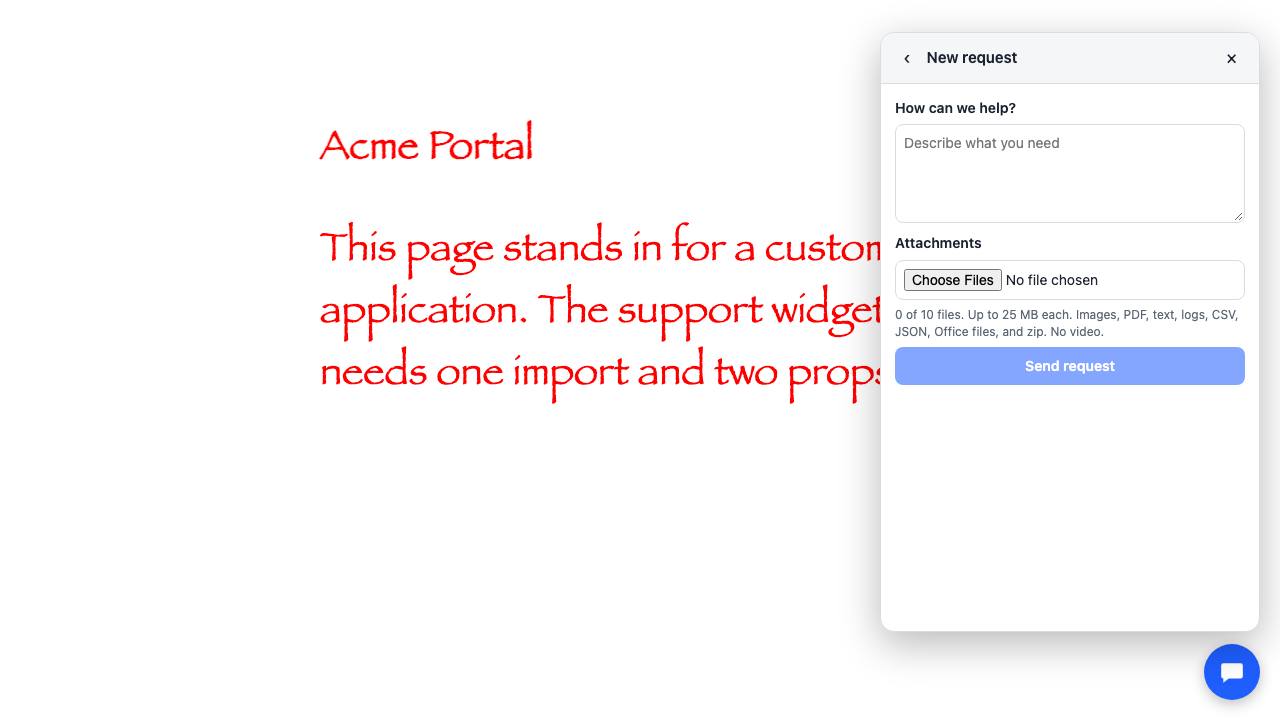 Acme Portal
This page stands in for a custom
application. The support widget
needs one import and two props
‹ New request ×
How can we help?
Describe what you need
Attachments
Choose Files No file chosen
0 of 10 files. Up to 25 MB each. Images, PDF, text, logs, CSV,
JSON, Office files, and zip. No video.
Send request